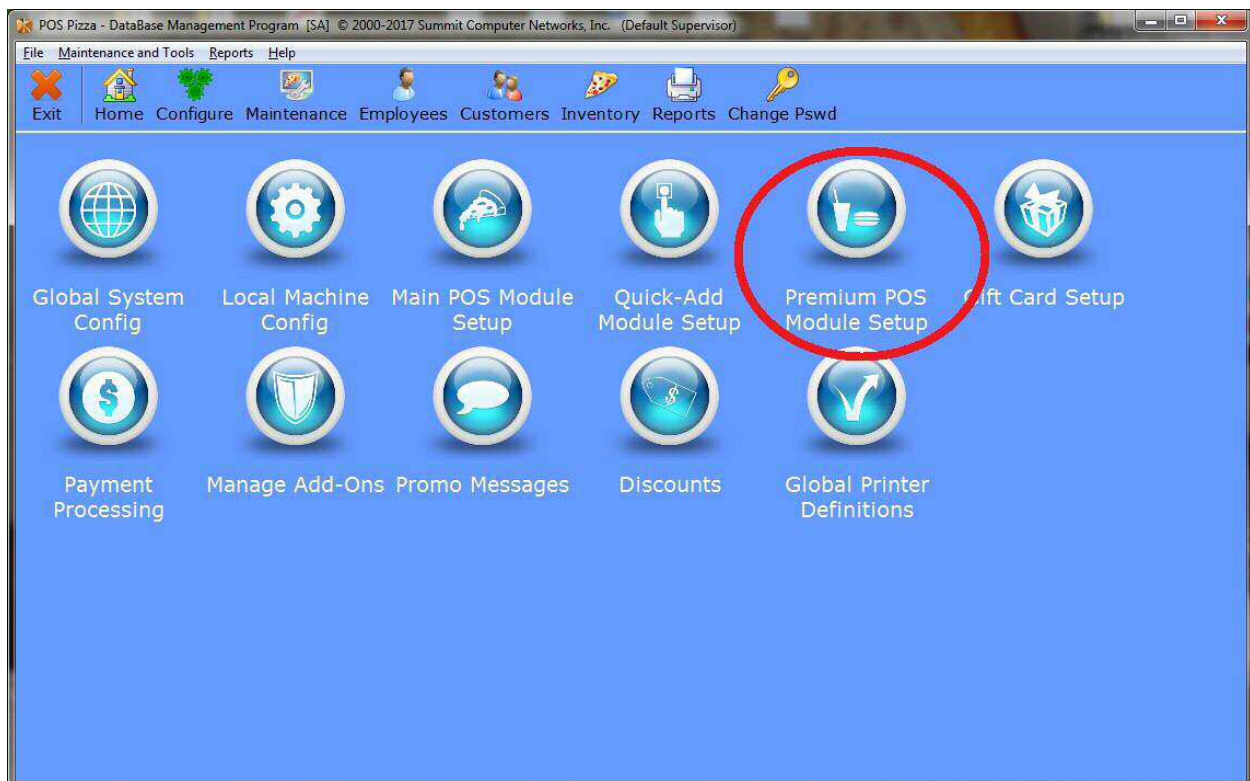 POS Pizza - DataBase Management Program [SA] © 2000-2017 Summit Computer Networks, Inc. (Default Supervisor)
File Maintenance and Tools Reports Help
Exit Home Configure Maintenance Employees Customers Inventory Reports Change Pswd
Global System Local Machine Main POS Module Quick-Add Premium POS Gift Card Setup
Config Config Setup Module Setup Module Setup
Payment Manage Add-Ons Promo Messages Discounts Global Printer
Processing Definitions